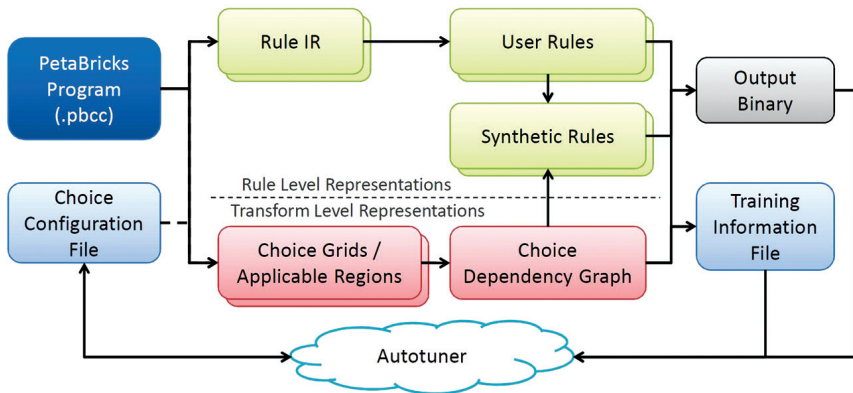 PetaBricks
Program
(.pbcc)
Rule IR
User Rules
Output
Binary
Synthetic Rules
Rule Level Representations
Transform Level Representations
Choice
Configuration
File
Choice Grids /
Applicable Regions
Choice
Dependency Graph
Training
Information
File
Autotuner